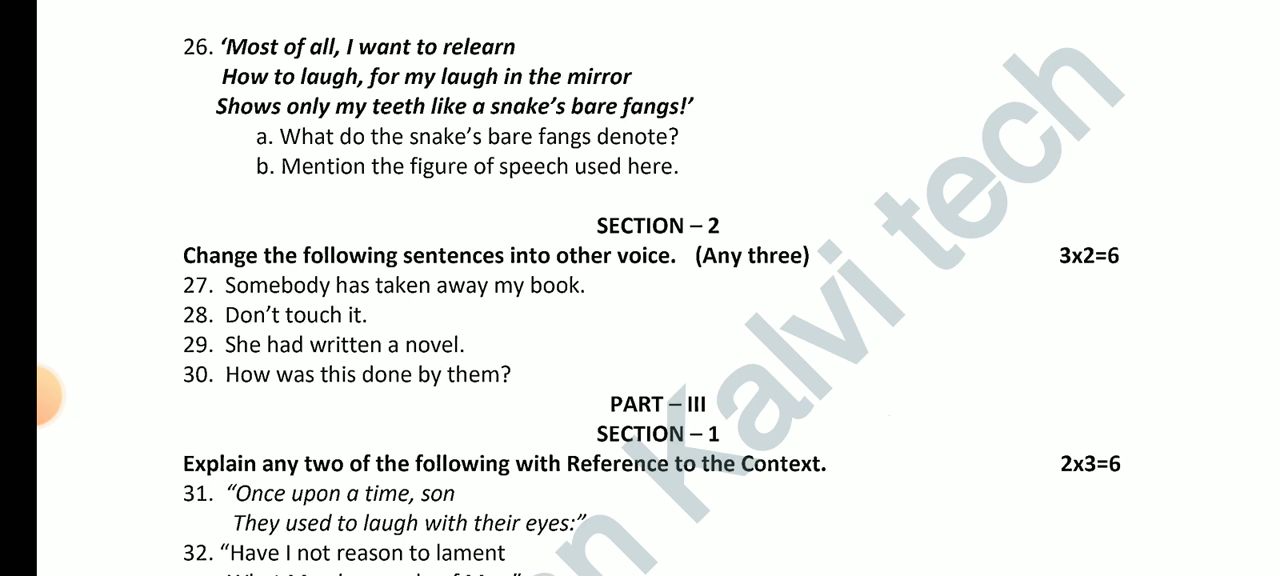 26. ‘Most of all, I want to relearn
How to laugh, for my laugh in the mirror
Shows only my teeth like a snake’s bare fangs!’
a. What do the snake’s bare fangs denote?
b. Mention the figure of speech used here.
SECTION – 2
Change the following sentences into other voice. (Any three) 3x2=6
27. Somebody has taken away my book.
28. Don’t touch it.
29. She had written a novel.
30. How was this done by them?
PART – III
SECTION – 1
Explain any two of the following with Reference to the Context. 2x3=6
31. “Once upon a time, son
They used to laugh with their eyes:”
32. “Have I not reason to lament
Kalvi tech